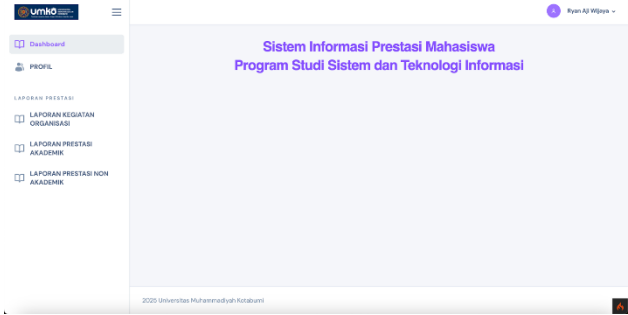 umkō
Ryan Aji Wijaya
Dashboard
PROFIL
LAPORAN PRESTASI
LAPORAN KEGIATAN
ORGANISASI
LAPORAN PRESTASI
AKADEMIK
LAPORAN PRESTASI NON
AKADEMIK
Sistem Informasi Prestasi Mahasiswa
Program Studi Sistem dan Teknologi Informasi
2025 Universitas Muhammadiyah Kotabumi